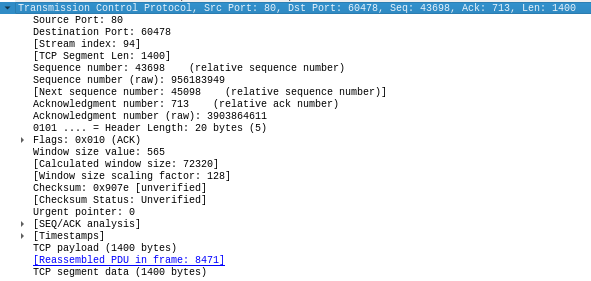 Transmission Control Protocol, Src Port: 80, Dst Port: 60478, Seq: 43698, Ack: 713, Len: 1400
Source Port: 80
Destination Port: 60478
[Stream index: 94]
[TCP Segment Len: 1400]
Sequence number: 43698    (relative sequence number)
Sequence number (raw): 956183949
[Next sequence number: 45098    (relative sequence number)]
Acknowledgment number: 713    (relative ack number)
Acknowledgment number (raw): 3903864611
0101 .... = Header Length: 20 bytes (5)
Flags: 0x010 (ACK)
Window size value: 565
[Calculated window size: 72320]
[Window size scaling factor: 128]
Checksum: 0x907e [unverified]
[Checksum Status: Unverified]
Urgent pointer: 0
[SEQ/ACK analysis]
[Timestamps]
TCP payload (1400 bytes)
[Reassembled PDU in frame: 8471]
TCP segment data (1400 bytes)